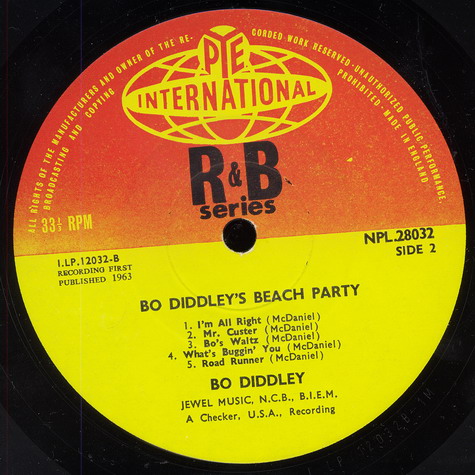 ALL RIGHTS OF THE MANUFACTURERS AND OWNER OF THE RE-CORDED WORK RESERVED·UNAUTHORIZED PUBLIC PERFORMANCE,
BROADCASTING AND COPYING PROHIBITED·MADE IN ENGLAND
PYE
INTERNATIONAL
R&B
series
33⅓ RPM
NPL.28032
SIDE 2
I.LP.12032-B
RECORDING FIRST
PUBLISHED 1963
BO DIDDLEY'S BEACH PARTY
1. I'm All Right (McDaniel)
2. Mr. Custer (McDaniel)
3. Bo's Waltz (McDaniel)
4. What's Buggin' You (McDaniel)
5. Road Runner (McDaniel)
BO DIDDLEY
JEWEL MUSIC, N.C.B., B.I.E.M.
A Checker, U.S.A., Recording